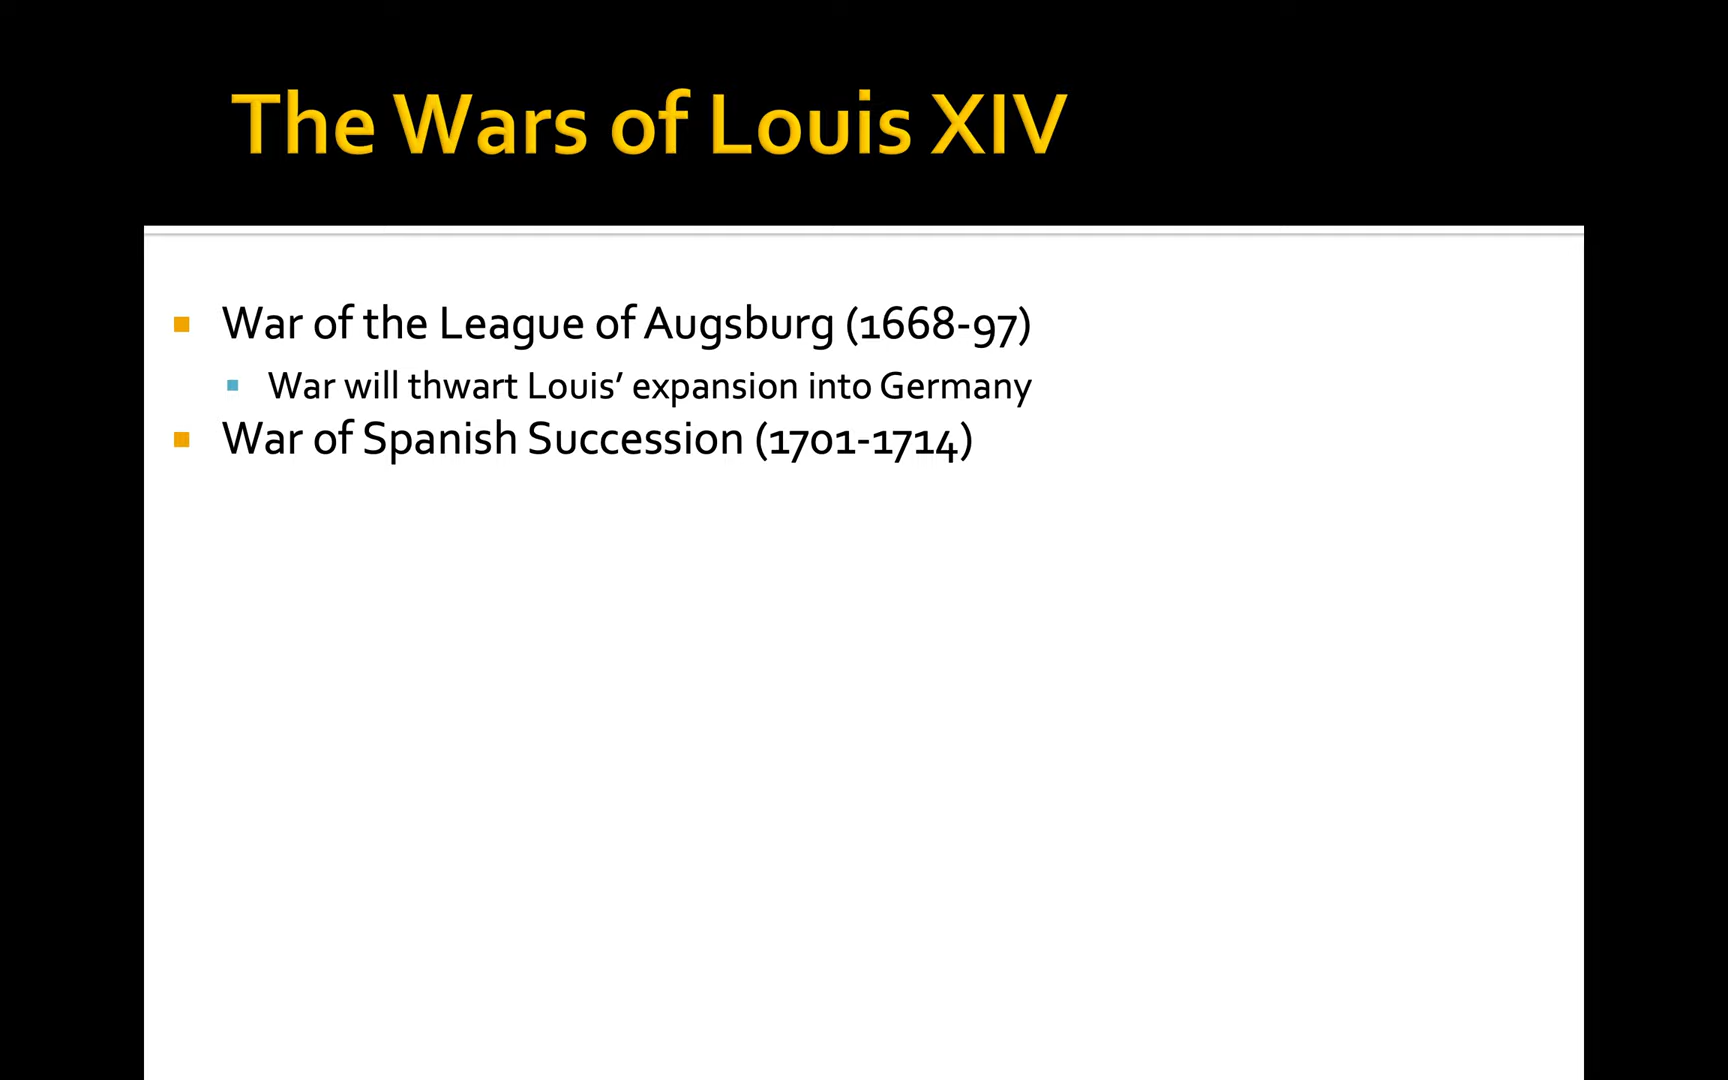 The Wars of Louis XIV
War of the League of Augsburg (1668-97)
War will thwart Louis’ expansion into Germany
War of Spanish Succession (1701-1714)